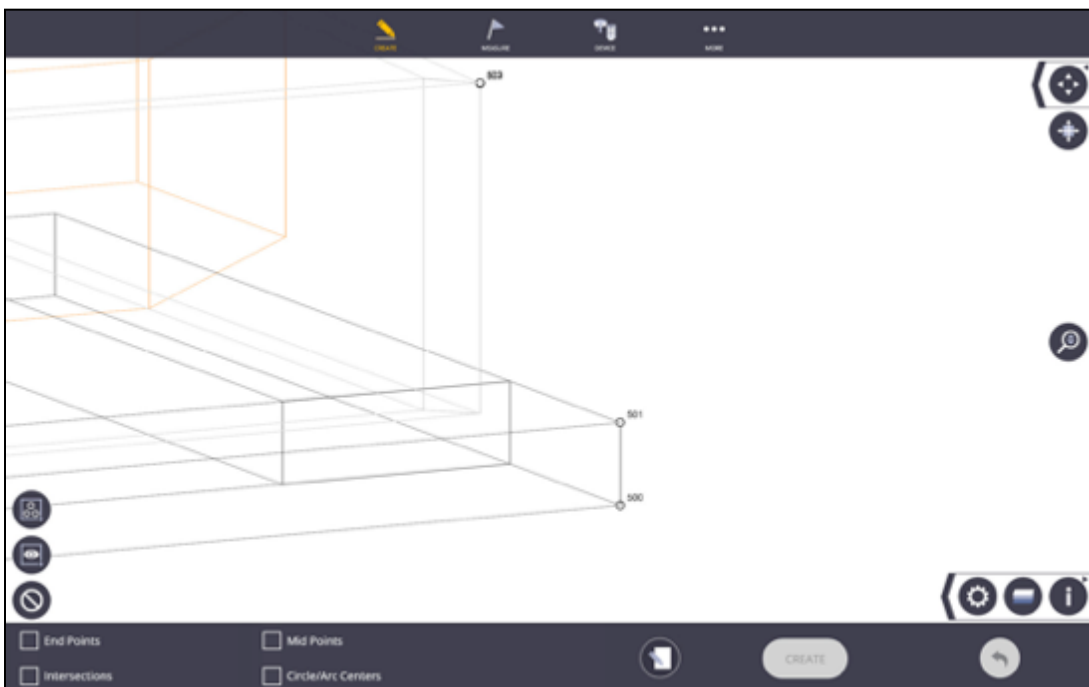 CREATE
MEASURE
DEVICE
MORE
503
501
500
End Points
Mid Points
CREATE
Intersections
Circle/Arc Centers